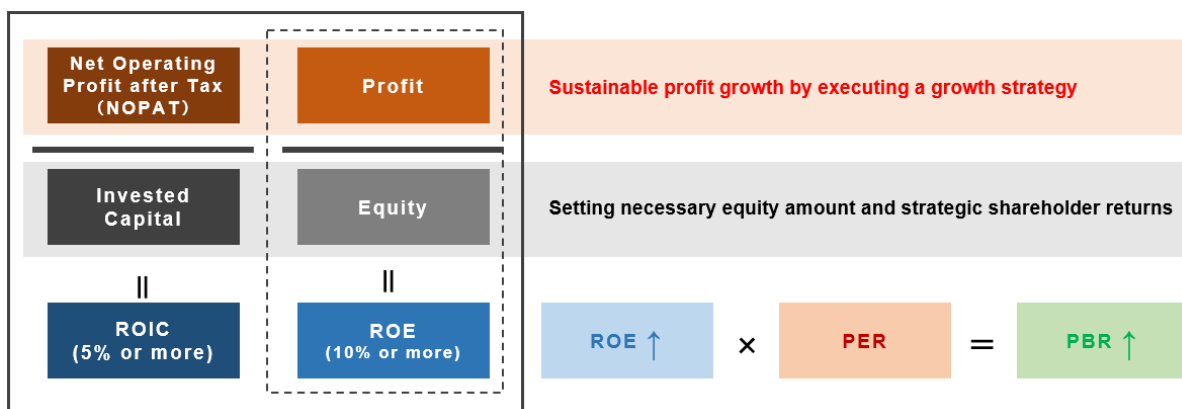 Net Operating
Profit after Tax
(NOPAT)
Profit
Sustainable profit growth by executing a growth strategy
Invested
Capital
Equity
Setting necessary equity amount and strategic shareholder returns
=
=
ROIC
(5% or more)
ROE
(10% or more)
ROE ↑
×
PER
=
PBR ↑